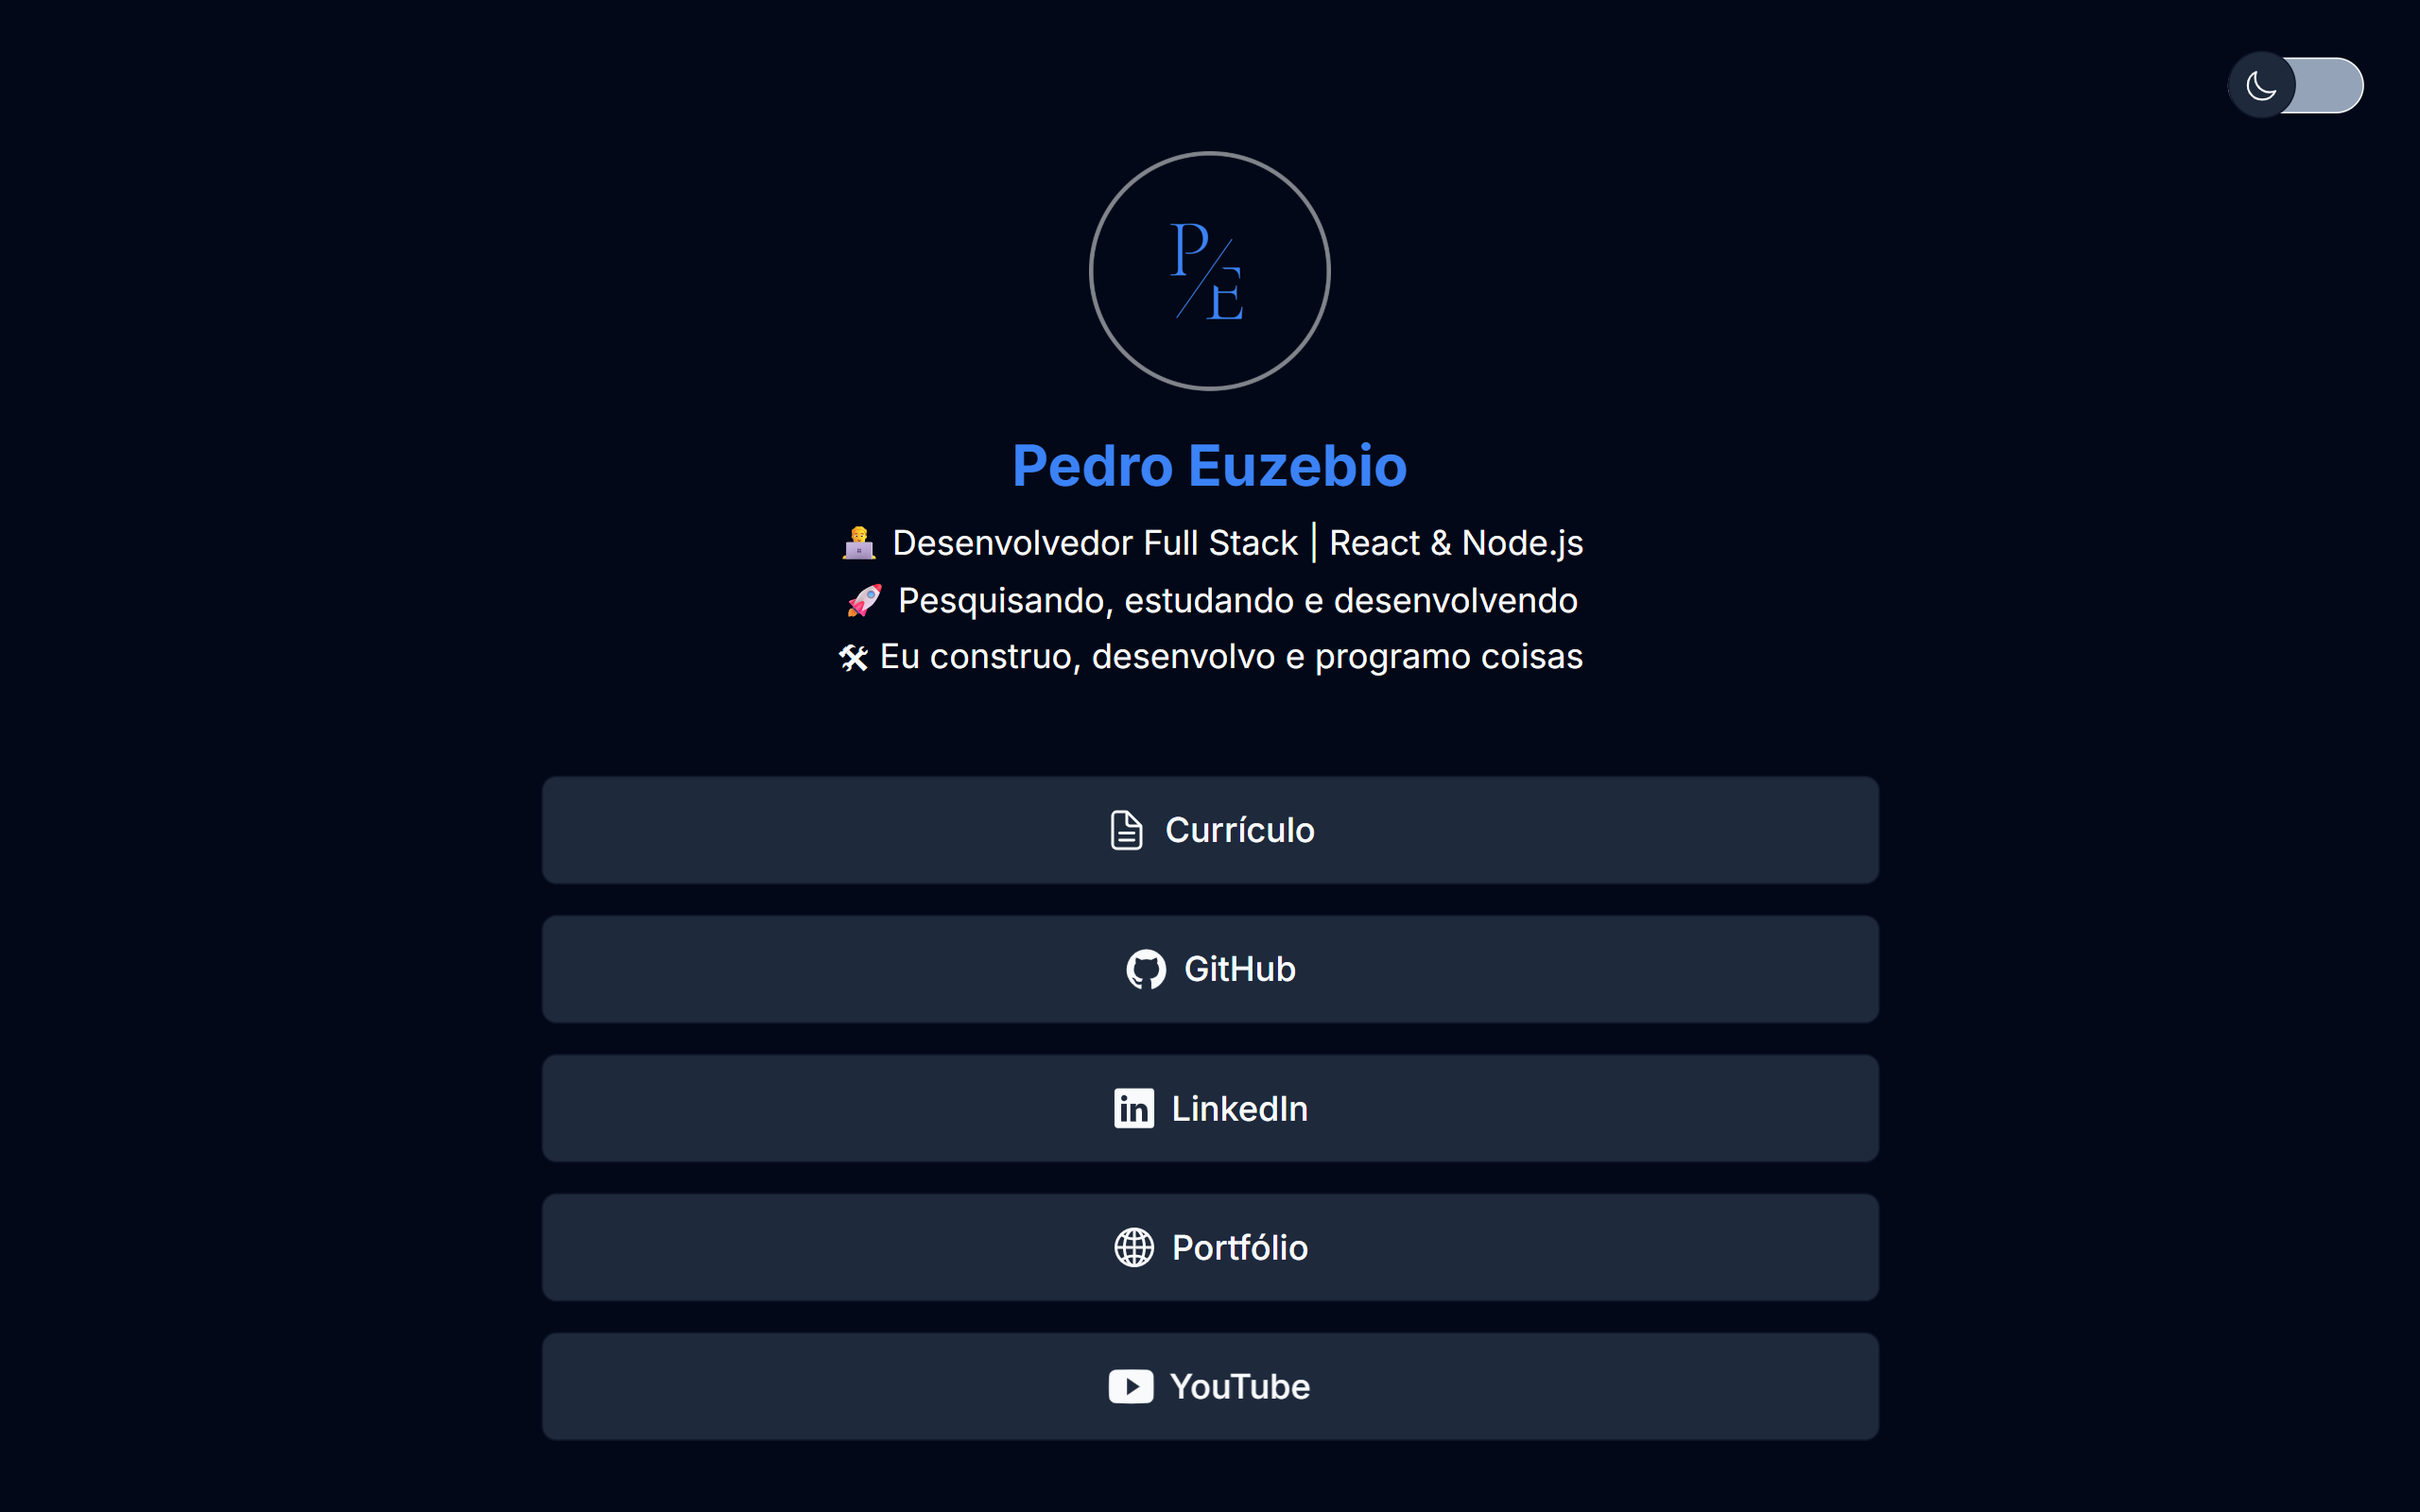 P/E
Pedro Euzebio
👨‍💻 Desenvolvedor Full Stack | React & Node.js
🚀 Pesquisando, estudando e desenvolvendo
🛠 Eu construo, desenvolvo e programo coisas
Currículo
GitHub
in LinkedIn
Portfólio
YouTube